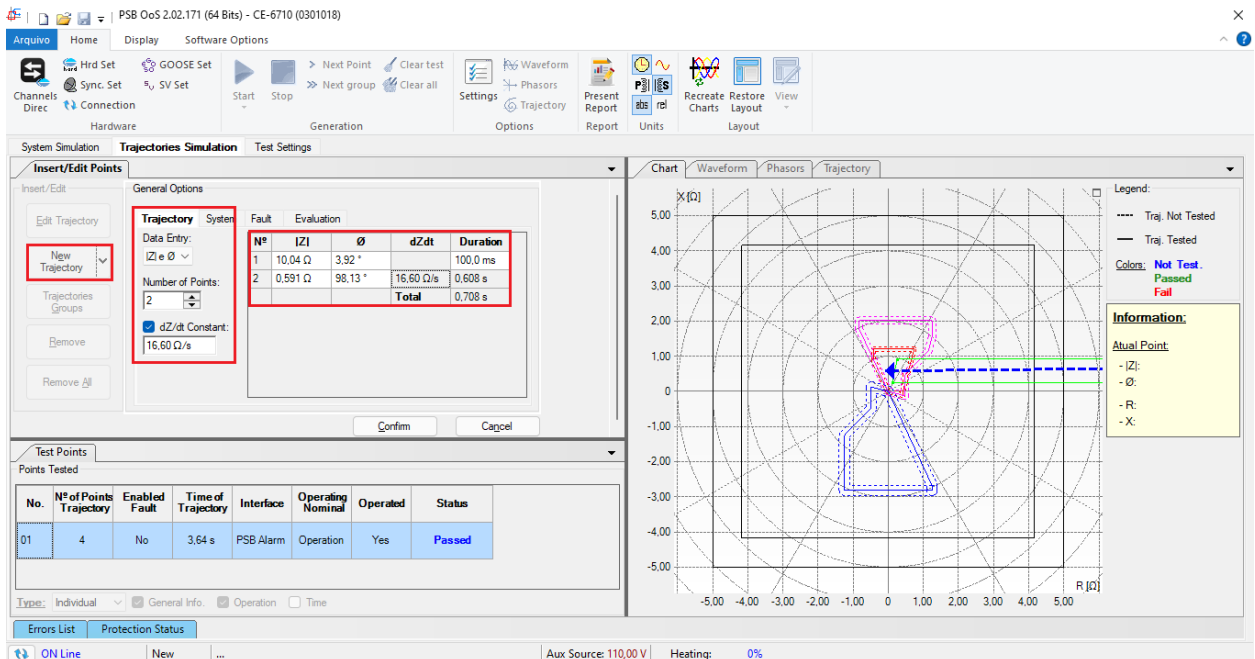 PSB OoS 2.02.171 (64 Bits) - CE-6710 (0301018)
Arquivo Home Display Software Options
Hrd Set GOOSE Set > Next Point Clear test Waveform
Sync. Set SV Set >> Next group Clear all Phasors
Channels Direc Connection Start Stop Settings Trajectory Present Report abs rel Recreate Charts Restore Layout View
Hardware Generation Options Report Units Layout
System Simulation Trajectories Simulation Test Settings
Insert/Edit Points
Insert/Edit
Edit Trajectory
New Trajectory
Trajectories Groups
Remove
Remove All
General Options
Trajectory System Fault Evaluation
Data Entry:
|Z| e Ø
Number of Points:
2
dZ/dt Constant:
16,60 Ω/s
Nº |Z| Ø dZdt Duration
1 10,04 Ω 3,92 ° 100,0 ms
2 0,591 Ω 98,13 ° 16,60 Ω/s 0,608 s
Total 0,708 s
Confirm Cancel
Test Points
Points Tested
No. Nº of Points Trajectory Enabled Fault Time of Trajectory Interface Operating Nominal Operated Status
01 4 No 3,64 s PSB Alarm Operation Yes Passed
Type: Individual General Info. Operation Time
Errors List Protection Status
Chart Waveform Phasors Trajectory
X [Ω]
5,00
4,00
3,00
2,00
1,00
0
-1,00
-2,00
-3,00
-4,00
-5,00
R [Ω]
-5,00 -4,00 -3,00 -2,00 -1,00 0 1,00 2,00 3,00 4,00 5,00
Legend:
Traj. Not Tested
Traj. Tested
Colors: Not Test.
Passed
Fail
Information:
Atual Point:
- |Z|:
- Ø:
- R:
- X:
ON Line New ... Aux Source: 110,00 V Heating: 0%